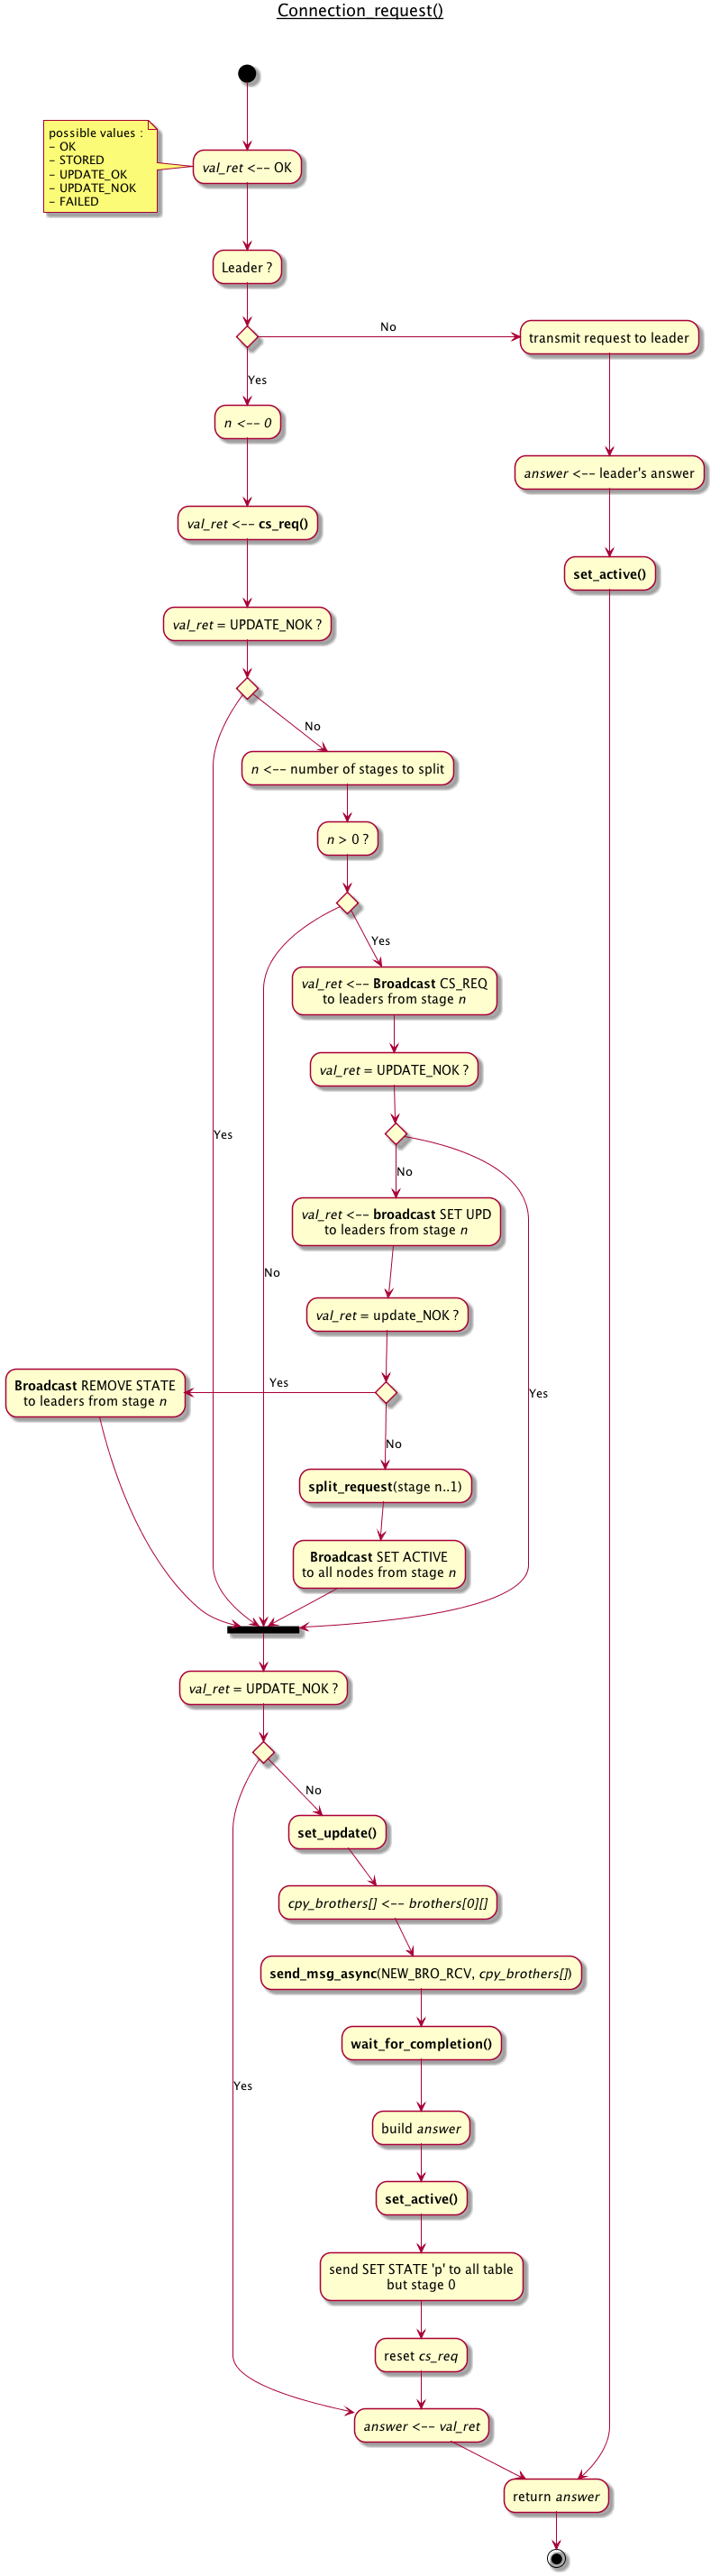 Connection_request()
possible values :
- OK
- STORED
- UPDATE_OK
- UPDATE_NOK
- FAILED
val_ret <-- OK
Leader ?
No
transmit request to leader
Yes
n <-- 0
answer <-- leader's answer
val_ret <-- cs_req()
set_active()
val_ret = UPDATE_NOK ?
No
n <-- number of stages to split
n > 0 ?
Yes
val_ret <-- Broadcast CS_REQ
to leaders from stage n
val_ret = UPDATE_NOK ?
Yes
No
val_ret <-- broadcast SET UPD
to leaders from stage n
No
val_ret = update_NOK ?
Yes
Broadcast REMOVE STATE
to leaders from stage n
Yes
No
split_request(stage n..1)
Broadcast SET ACTIVE
to all nodes from stage n
val_ret = UPDATE_NOK ?
No
set_update()
cpy_brothers[] <-- brothers[0][]
send_msg_async(NEW_BRO_RCV, cpy_brothers[])
wait_for_completion()
Yes
build answer
set_active()
send SET STATE 'p' to all table
but stage 0
reset cs_req
answer <-- val_ret
return answer